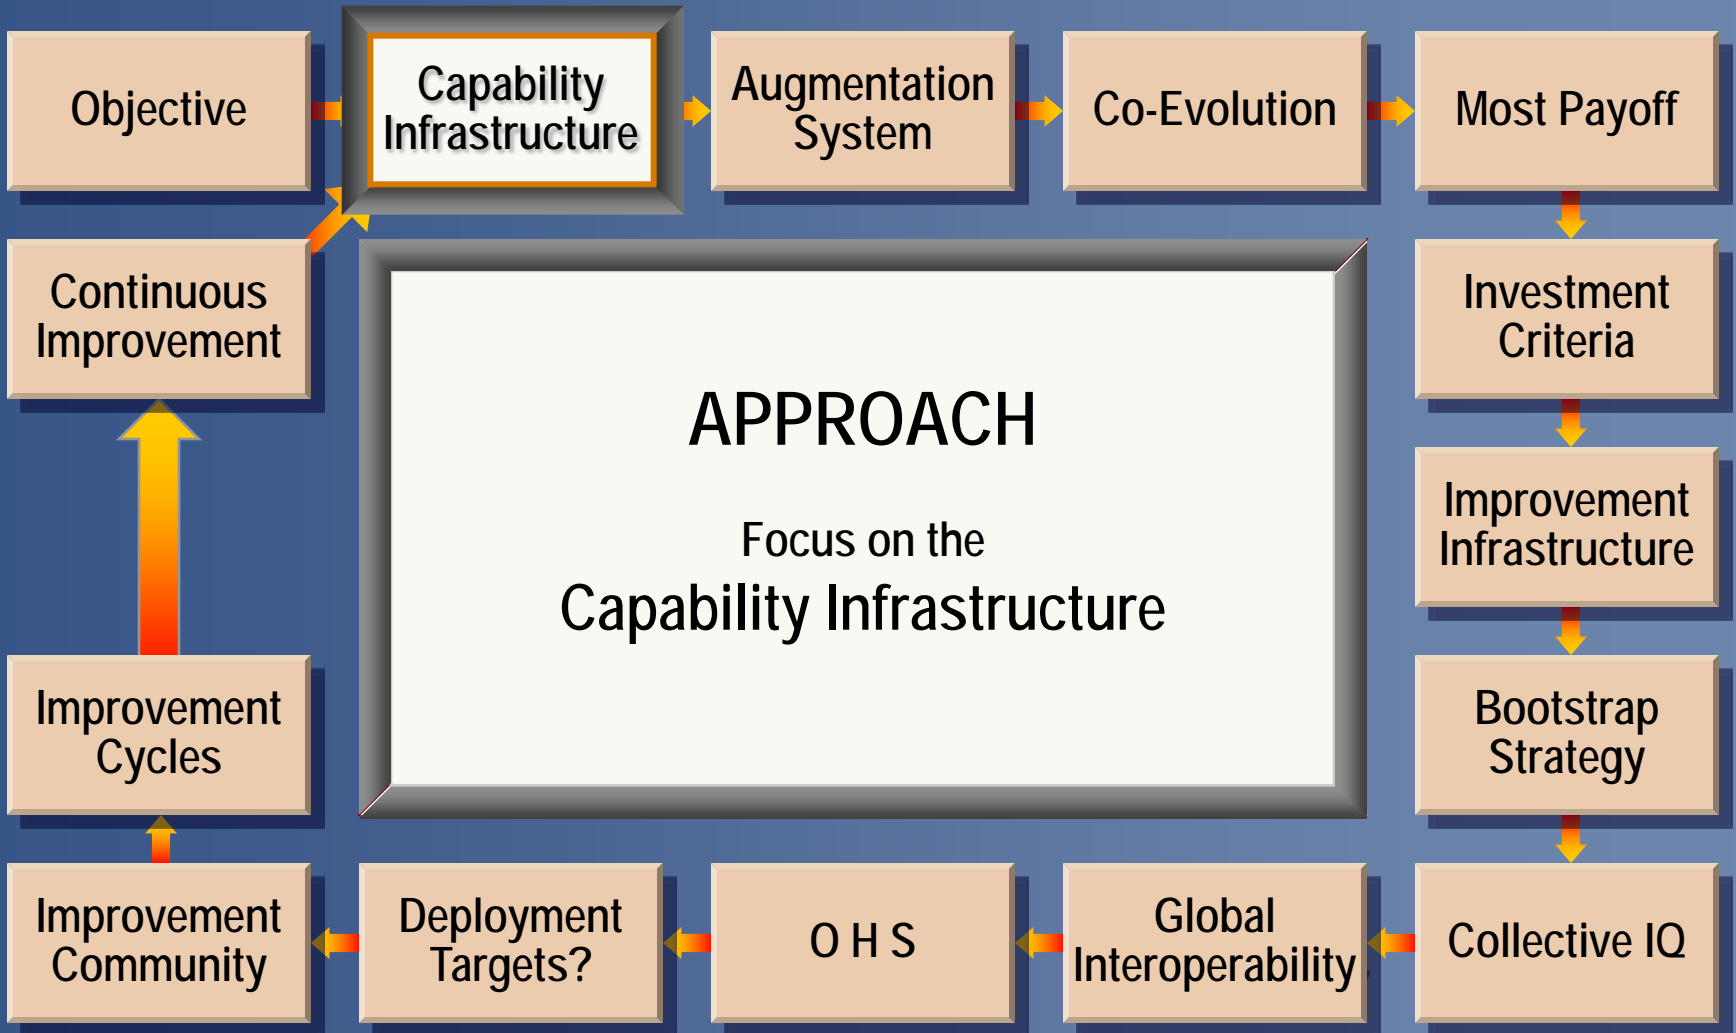 Objective
Capability
Infrastructure
Augmentation
System
Co-Evolution
Most Payoff
Continuous
Improvement
Investment
Criteria
APPROACH
Focus on the
Capability Infrastructure
Improvement
Infrastructure
Improvement
Cycles
Bootstrap
Strategy
Improvement
Community
Deployment
Targets?
O H S
Global
Interoperability
Collective IQ